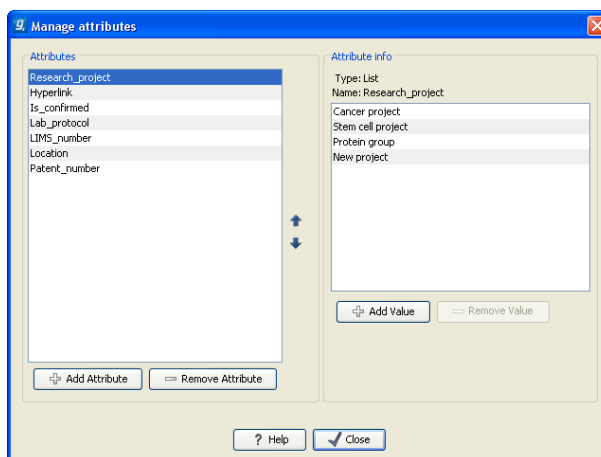 Manage attributes
Attributes
Research_project
Hyperlink
Is_confirmed
Lab_protocol
LIMS_number
Location
Patent_number
Add Attribute
Remove Attribute
Attribute info
Type: List
Name: Research_project
Cancer project
Stem cell project
Protein group
New project
Add Value
Remove Value
? Help
Close